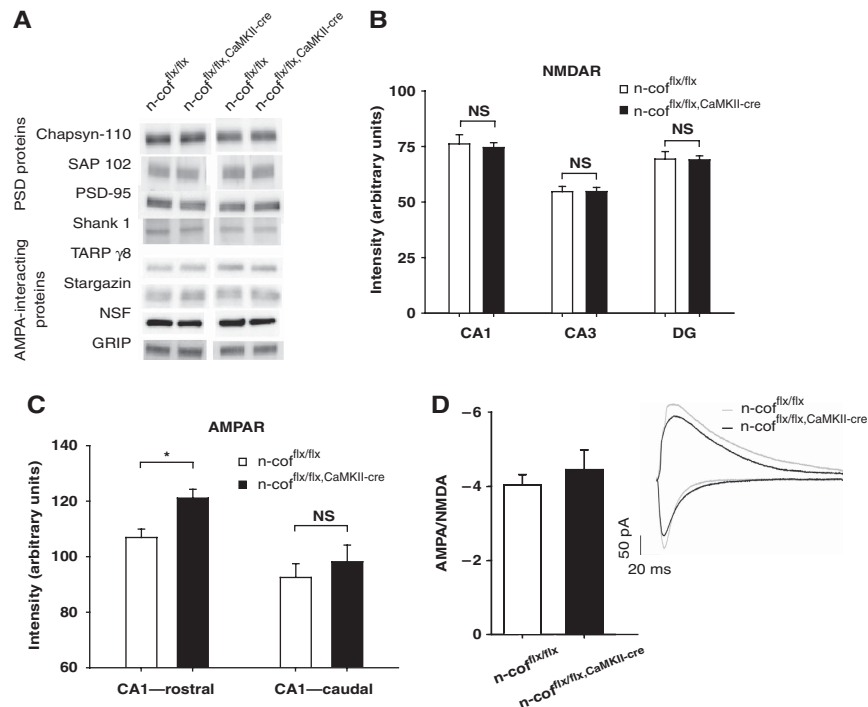 A
n-cof^flx/flx
n-cof^flx/flx,CaMKII-cre
n-cof^flx/flx
n-cof^flx/flx,CaMKII-cre
PSD proteins
Chapsyn-110
SAP 102
PSD-95
Shank 1
AMPA-interacting
proteins
TARP γ8
Stargazin
NSF
GRIP
B
NMDAR
n-cof^flx/flx
n-cof^flx/flx,CaMKII-cre
Intensity (arbitrary units)
100
75
50
25
0
NS
NS
NS
CA1
CA3
DG
C
AMPAR
n-cof^flx/flx
n-cof^flx/flx,CaMKII-cre
Intensity (arbitrary units)
140
120
100
80
60
*
NS
CA1—rostral
CA1—caudal
D
AMPA/NMDA
–6
–4
–2
0
n-cof^flx/flx
n-cof^flx/flx,CaMKII-cre
n-cof^flx/flx
n-cof^flx/flx,CaMKII-cre
50 pA
20 ms